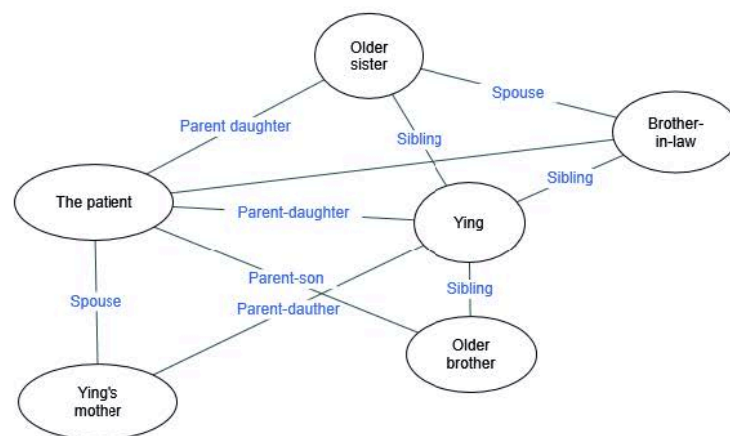 Older
sister
Spouse
Parent daughter
Brother-
in-law
Sibling
Sibling
The patient
Parent-daughter
Ying
Parent-son
Sibling
Spouse
Parent-dauther
Older
brother
Ying's
mother